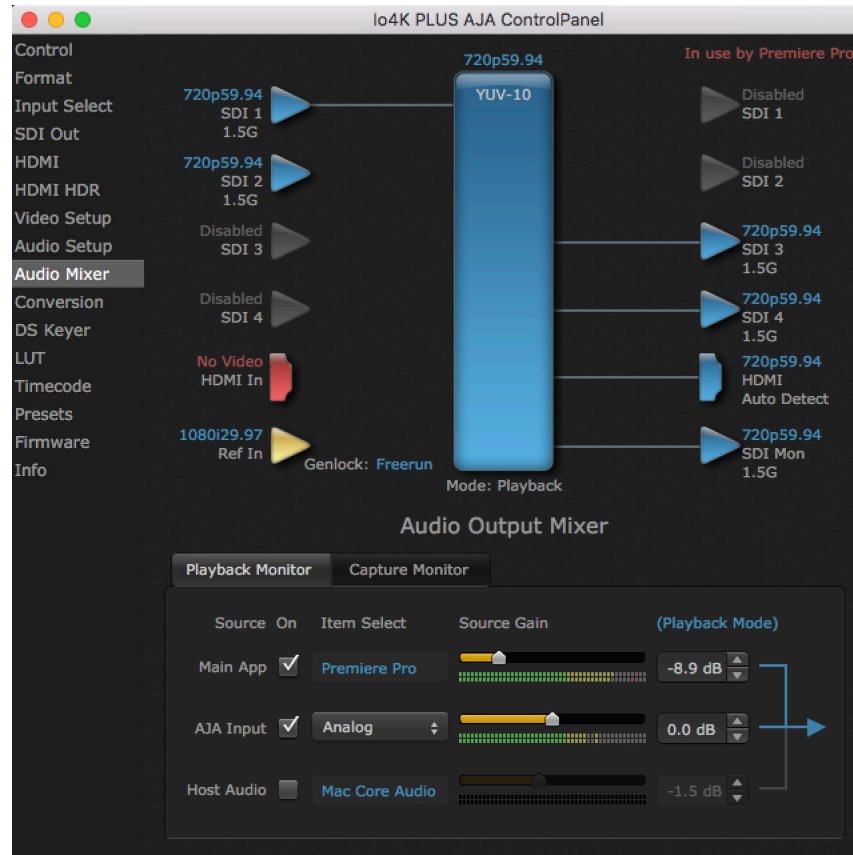 Io4K PLUS AJA ControlPanel
Control
Format
Input Select
SDI Out
HDMI
HDMI HDR
Video Setup
Audio Setup
Audio Mixer
Conversion
DS Keyer
LUT
Timecode
Presets
Firmware
Info
720p59.94
In use by Premiere Pro
YUV-10
720p59.94
SDI 1
1.5G
720p59.94
SDI 2
1.5G
Disabled
SDI 3
Disabled
SDI 4
No Video
HDMI In
1080i29.97
Ref In
Genlock: Freerun
Mode: Playback
Disabled
SDI 1
Disabled
SDI 2
720p59.94
SDI 3
1.5G
720p59.94
SDI 4
1.5G
720p59.94
HDMI
Auto Detect
720p59.94
SDI Mon
1.5G
Audio Output Mixer
Playback Monitor Capture Monitor
Source On Item Select Source Gain (Playback Mode)
Main App Premiere Pro -8.9 dB
AJA Input Analog 0.0 dB
Host Audio Mac Core Audio -1.5 dB